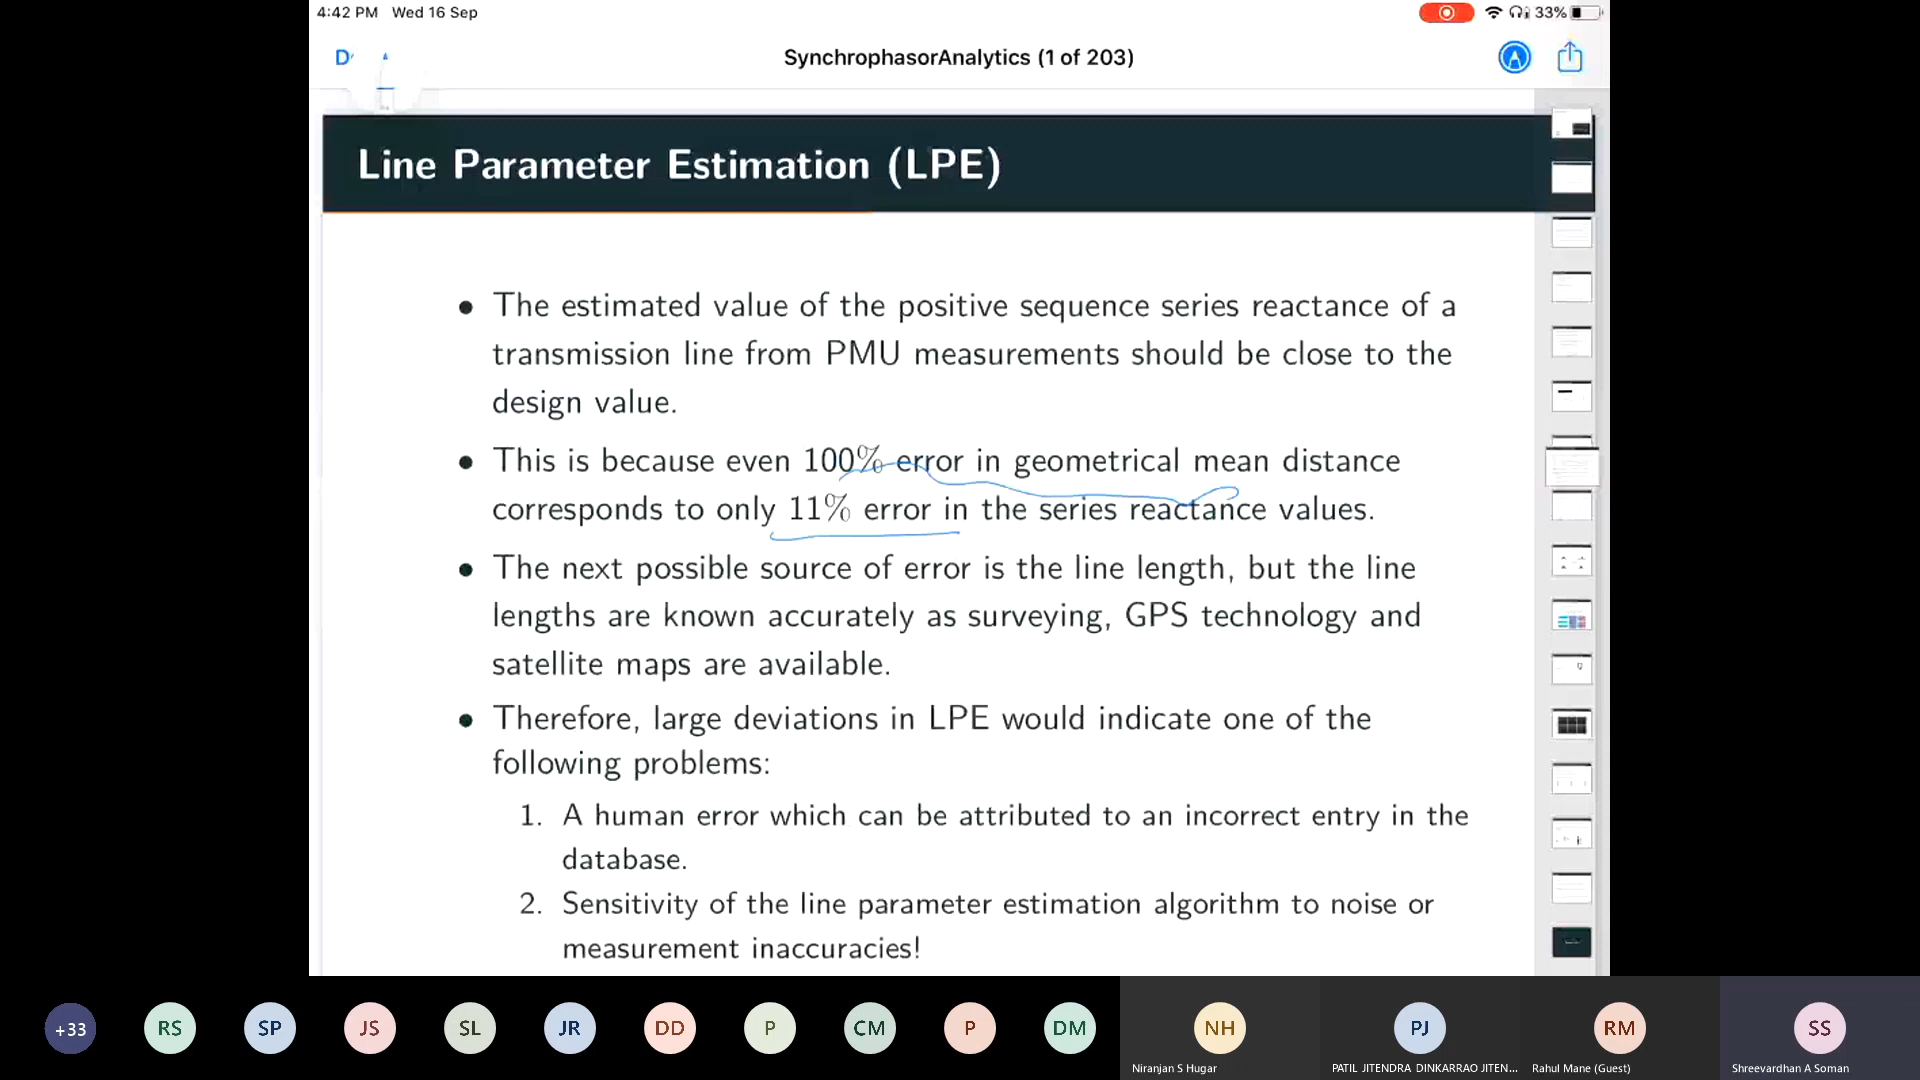 4:42 PM Wed 16 Sep
33%
SynchrophasorAnalytics (1 of 203)
Line Parameter Estimation (LPE)
• The estimated value of the positive sequence series reactance of a
transmission line from PMU measurements should be close to the
design value.
• This is because even 100% error in geometrical mean distance
corresponds to only 11% error in the series reactance values.
• The next possible source of error is the line length, but the line
lengths are known accurately as surveying, GPS technology and
satellite maps are available.
• Therefore, large deviations in LPE would indicate one of the
following problems:
1. A human error which can be attributed to an incorrect entry in the
database.
2. Sensitivity of the line parameter estimation algorithm to noise or
measurement inaccuracies!
+33 RS SP JS SL JR DD P CM P DM NH PJ RM SS
Niranjan S Hugar PATIL JITENDRA DINKARRAO JITEN... Rahul Mane (Guest) Shreevardhan A Soman